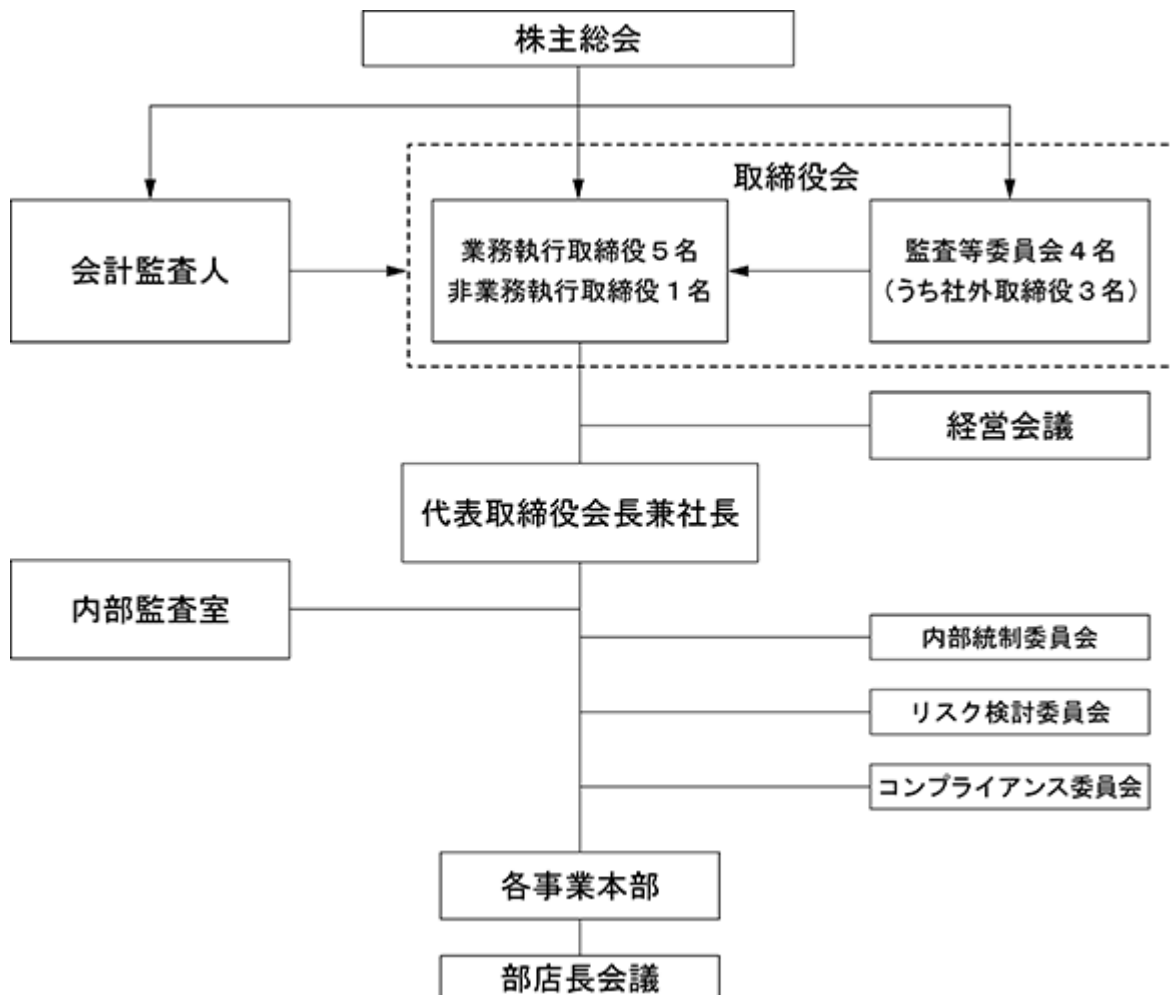 株主総会
取締役会
会計監査人
業務執行取締役５名
非業務執行取締役１名
監査等委員会４名
（うち社外取締役３名）
経営会議
代表取締役会長兼社長
内部監査室
内部統制委員会
リスク検討委員会
コンプライアンス委員会
各事業本部
部店長会議